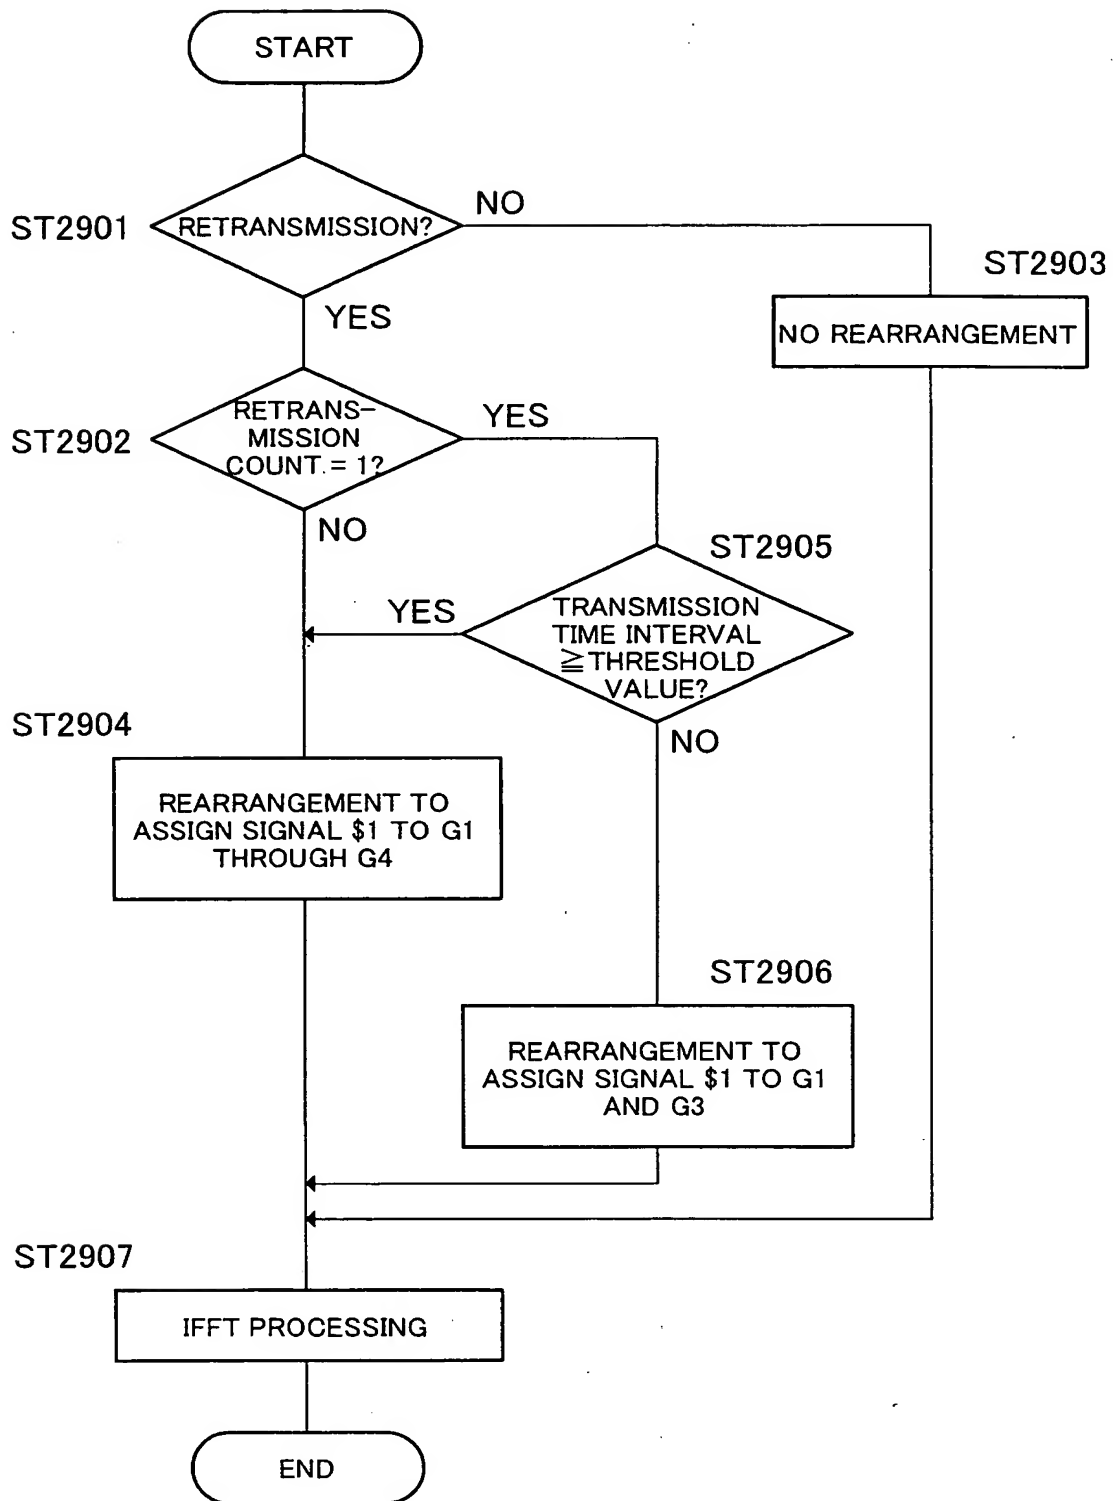 START
ST2901
RETRANSMISSION?
NO
ST2903
NO REARRANGEMENT
YES
ST2902
RETRANS-
MISSION
COUNT = 1?
YES
NO
ST2905
TRANSMISSION
TIME INTERVAL
≧ THRESHOLD
VALUE?
YES
NO
ST2904
REARRANGEMENT TO
ASSIGN SIGNAL $1 TO G1
THROUGH G4
ST2906
REARRANGEMENT TO
ASSIGN SIGNAL $1 TO G1
AND G3
ST2907
IFFT PROCESSING
END